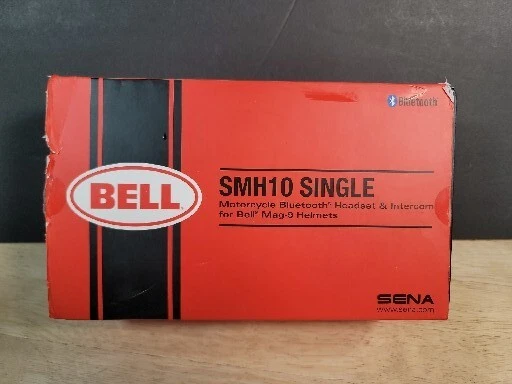 Bluetooth
BELL
SMH10 SINGLE
Motorcycle Bluetooth® Headset & Intercom
for Bell® Mag-9 Helmets
SENA
www.sena.com